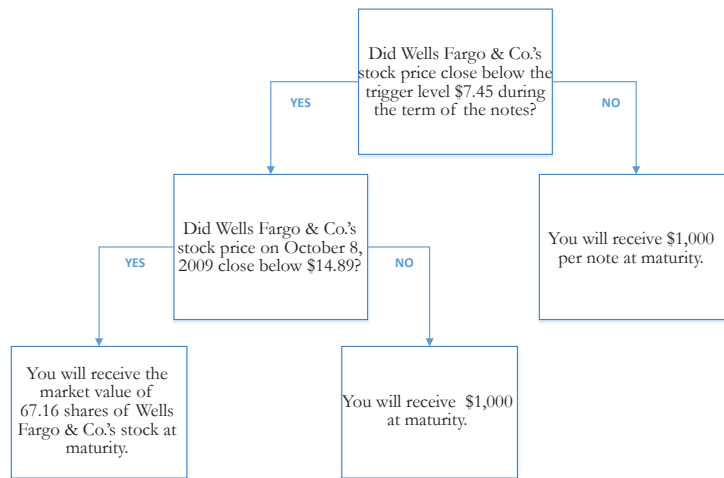 Did Wells Fargo & Co.'s
stock price close below the
trigger level $7.45 during
the term of the notes?
YES
NO
Did Wells Fargo & Co.'s
stock price on October 8,
2009 close below $14.89?
You will receive $1,000
per note at maturity.
YES
NO
You will receive the
market value of
67.16 shares of Wells
Fargo & Co.'s stock at
maturity.
You will receive $1,000
at maturity.